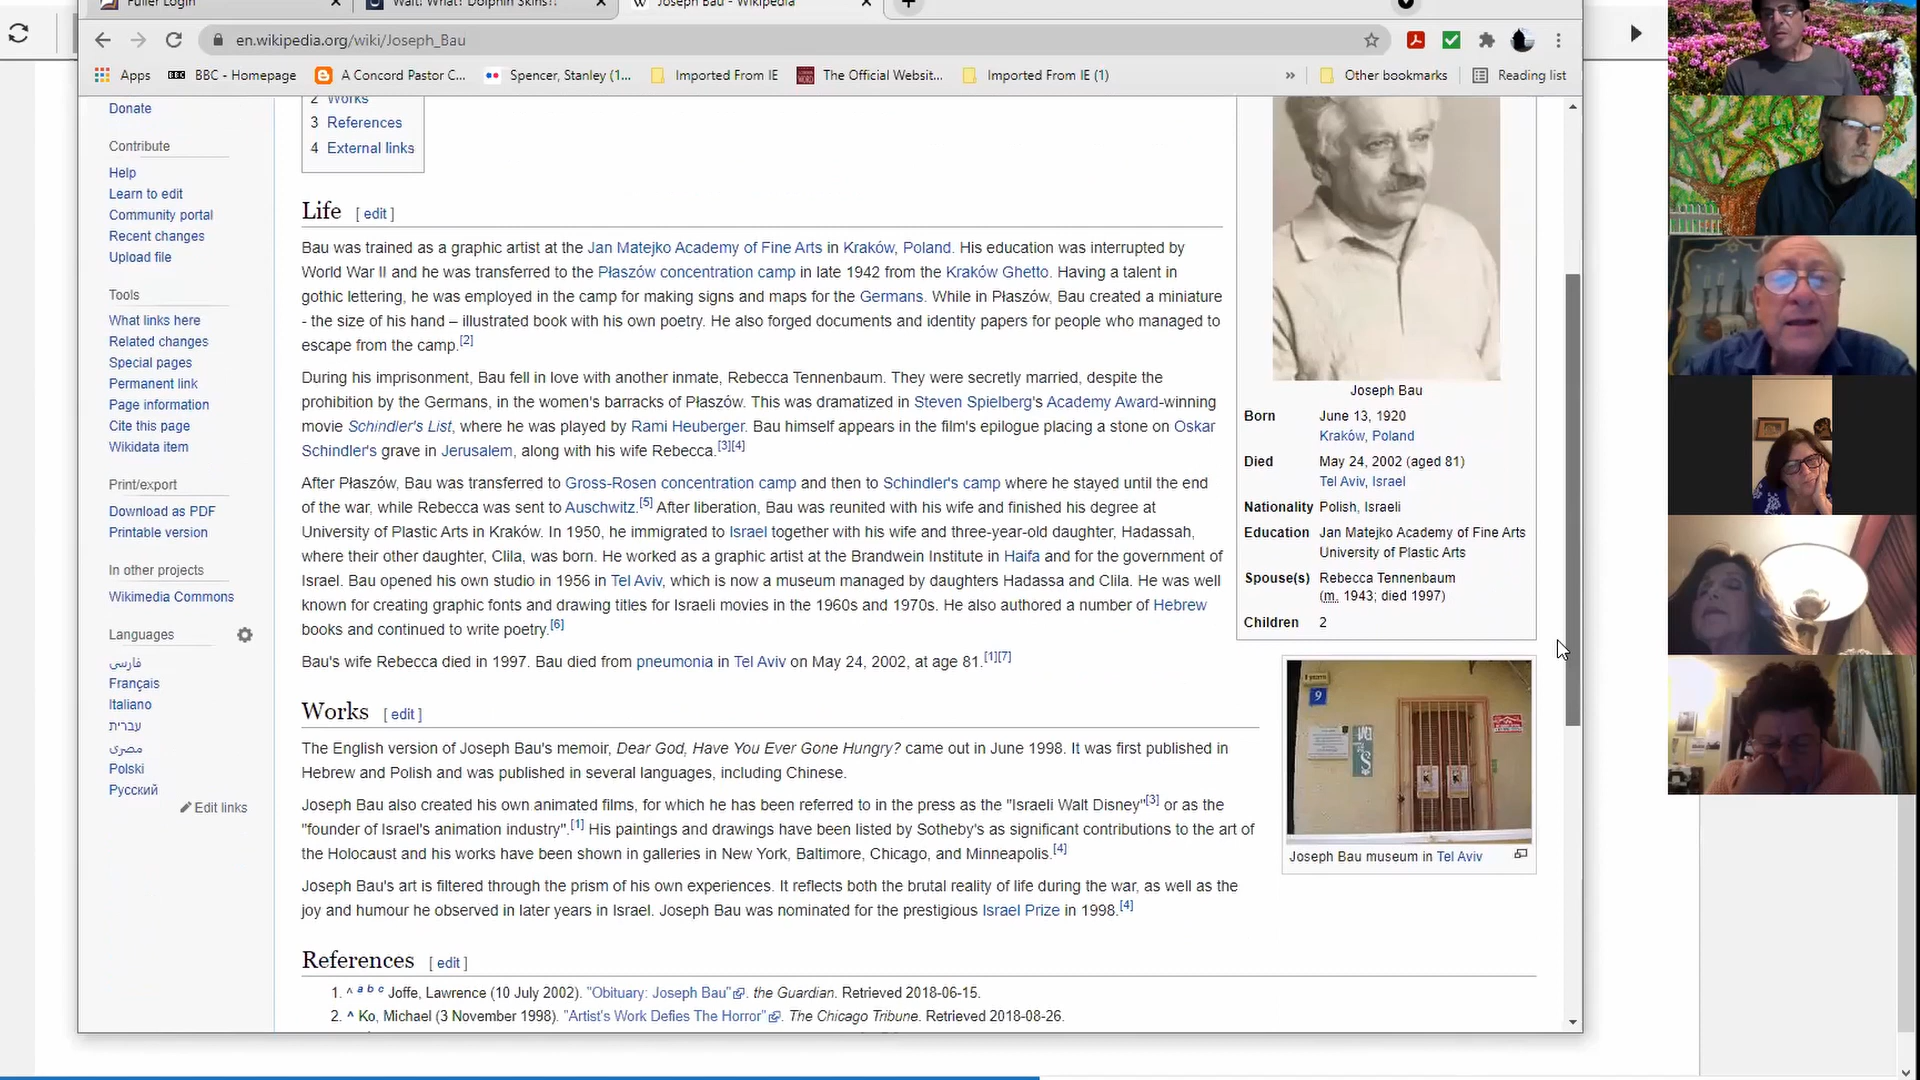 Fuller Login
Wait! What? Dolphin Skins?!
Joseph Bau - Wikipedia
en.wikipedia.org/wiki/Joseph_Bau
Apps
BBC
BBC - Homepage
A Concord Pastor C...
Spencer, Stanley (1...
Imported From IE
The Official Websit...
Imported From IE (1)
»
Other bookmarks
Reading list
Donate
Contribute
Help
Learn to edit
Community portal
Recent changes
Upload file
Tools
What links here
Related changes
Special pages
Permanent link
Page information
Cite this page
Wikidata item
Print/export
Download as PDF
Printable version
In other projects
Wikimedia Commons
Languages
فارسی
Français
Italiano
עברית
مصرى
Polski
Русский
Edit links
2 Works
3 References
4 External links
Life [ edit ]
Bau was trained as a graphic artist at the Jan Matejko Academy of Fine Arts in Kraków, Poland. His education was interrupted by
World War II and he was transferred to the Płaszów concentration camp in late 1942 from the Kraków Ghetto. Having a talent in
gothic lettering, he was employed in the camp for making signs and maps for the Germans. While in Płaszów, Bau created a miniature
- the size of his hand – illustrated book with his own poetry. He also forged documents and identity papers for people who managed to
escape from the camp.[2]
During his imprisonment, Bau fell in love with another inmate, Rebecca Tennenbaum. They were secretly married, despite the
prohibition by the Germans, in the women's barracks of Płaszów. This was dramatized in Steven Spielberg's Academy Award-winning
movie Schindler's List, where he was played by Rami Heuberger. Bau himself appears in the film's epilogue placing a stone on Oskar
Schindler's grave in Jerusalem, along with his wife Rebecca.[3][4]
After Płaszów, Bau was transferred to Gross-Rosen concentration camp and then to Schindler's camp where he stayed until the end
of the war, while Rebecca was sent to Auschwitz.[5] After liberation, Bau was reunited with his wife and finished his degree at
University of Plastic Arts in Kraków. In 1950, he immigrated to Israel together with his wife and three-year-old daughter, Hadassah,
where their other daughter, Clila, was born. He worked as a graphic artist at the Brandwein Institute in Haifa and for the government of
Israel. Bau opened his own studio in 1956 in Tel Aviv, which is now a museum managed by daughters Hadassa and Clila. He was well
known for creating graphic fonts and drawing titles for Israeli movies in the 1960s and 1970s. He also authored a number of Hebrew
books and continued to write poetry.[6]
Bau's wife Rebecca died in 1997. Bau died from pneumonia in Tel Aviv on May 24, 2002, at age 81.[1][7]
Works [ edit ]
The English version of Joseph Bau's memoir, Dear God, Have You Ever Gone Hungry? came out in June 1998. It was first published in
Hebrew and Polish and was published in several languages, including Chinese.
Joseph Bau also created his own animated films, for which he has been referred to in the press as the "Israeli Walt Disney"[3] or as the
"founder of Israel's animation industry".[1] His paintings and drawings have been listed by Sotheby's as significant contributions to the art of
the Holocaust and his works have been shown in galleries in New York, Baltimore, Chicago, and Minneapolis.[4]
Joseph Bau's art is filtered through the prism of his own experiences. It reflects both the brutal reality of life during the war, as well as the
joy and humour he observed in later years in Israel. Joseph Bau was nominated for the prestigious Israel Prize in 1998.[4]
References [ edit ]
1. ^ a b c Joffe, Lawrence (10 July 2002). "Obituary: Joseph Bau". the Guardian. Retrieved 2018-06-15.
2. ^ Ko, Michael (3 November 1998). "Artist's Work Defies The Horror". The Chicago Tribune. Retrieved 2018-08-26.
Joseph Bau
Born June 13, 1920
Kraków, Poland
Died May 24, 2002 (aged 81)
Tel Aviv, Israel
Nationality Polish, Israeli
Education Jan Matejko Academy of Fine Arts
University of Plastic Arts
Spouse(s) Rebecca Tennenbaum
(m. 1943; died 1997)
Children 2
9
Joseph Bau museum in Tel Aviv